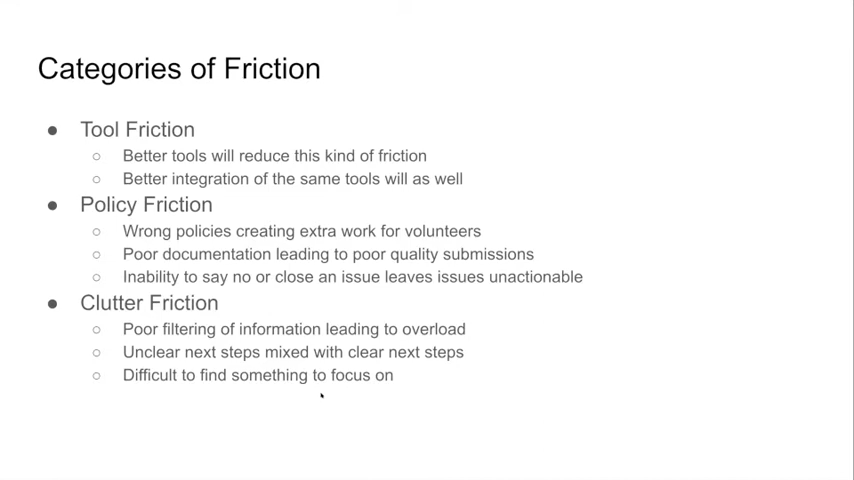 Categories of Friction
● Tool Friction
○ Better tools will reduce this kind of friction
○ Better integration of the same tools will as well
● Policy Friction
○ Wrong policies creating extra work for volunteers
○ Poor documentation leading to poor quality submissions
○ Inability to say no or close an issue leaves issues unactionable
● Clutter Friction
○ Poor filtering of information leading to overload
○ Unclear next steps mixed with clear next steps
○ Difficult to find something to focus on